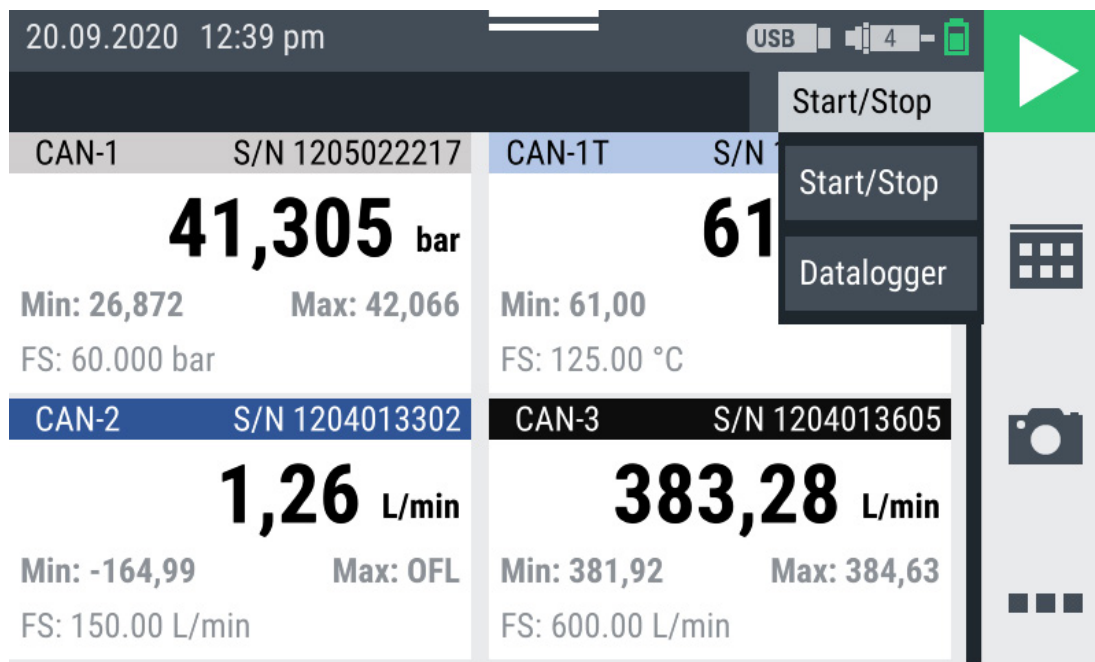 20.09.2020 12:39 pm USB 4
Start/Stop
CAN-1 S/N 1205022217
41,305 bar
Min: 26,872 Max: 42,066
FS: 60.000 bar
CAN-1T S/N
61
Min: 61,00
FS: 125.00 °C
Start/Stop
Datalogger
CAN-2 S/N 1204013302
1,26 L/min
Min: -164,99 Max: OFL
FS: 150.00 L/min
CAN-3 S/N 1204013605
383,28 L/min
Min: 381,92 Max: 384,63
FS: 600.00 L/min